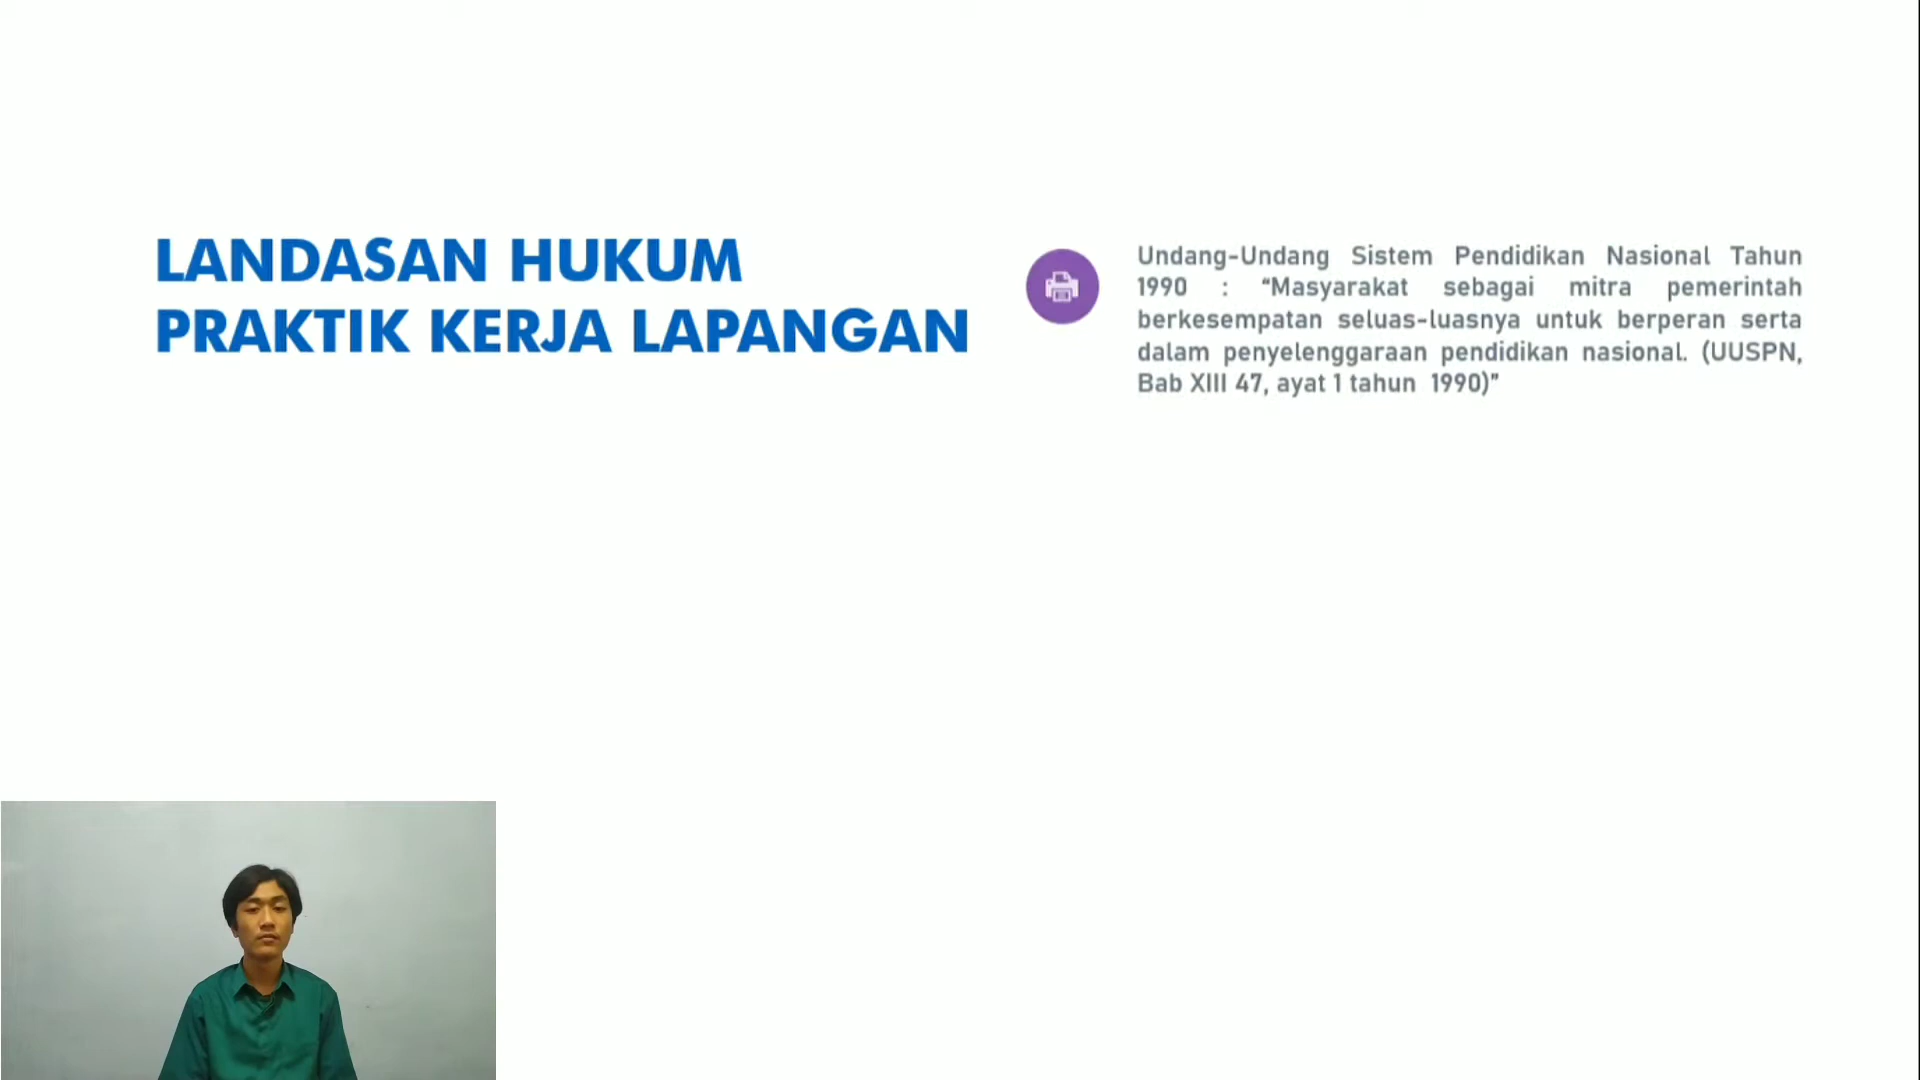 LANDASAN HUKUM
PRAKTIK KERJA LAPANGAN
Undang-Undang Sistem Pendidikan Nasional Tahun
1990 : “Masyarakat sebagai mitra pemerintah
berkesempatan seluas-luasnya untuk berperan serta
dalam penyelenggaraan pendidikan nasional. (UUSPN,
Bab XIII 47, ayat 1 tahun 1990)”